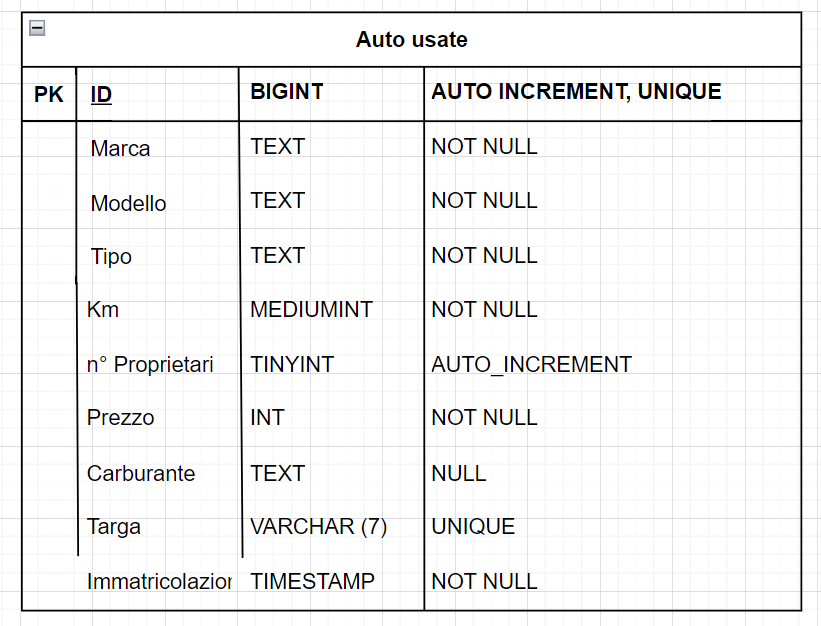 Auto usate
PK ID BIGINT AUTO INCREMENT, UNIQUE
Marca TEXT NOT NULL
Modello TEXT NOT NULL
Tipo TEXT NOT NULL
Km MEDIUMINT NOT NULL
n° Proprietari TINYINT AUTO_INCREMENT
Prezzo INT NOT NULL
Carburante TEXT NULL
Targa VARCHAR (7) UNIQUE
Immatricolazior TIMESTAMP NOT NULL